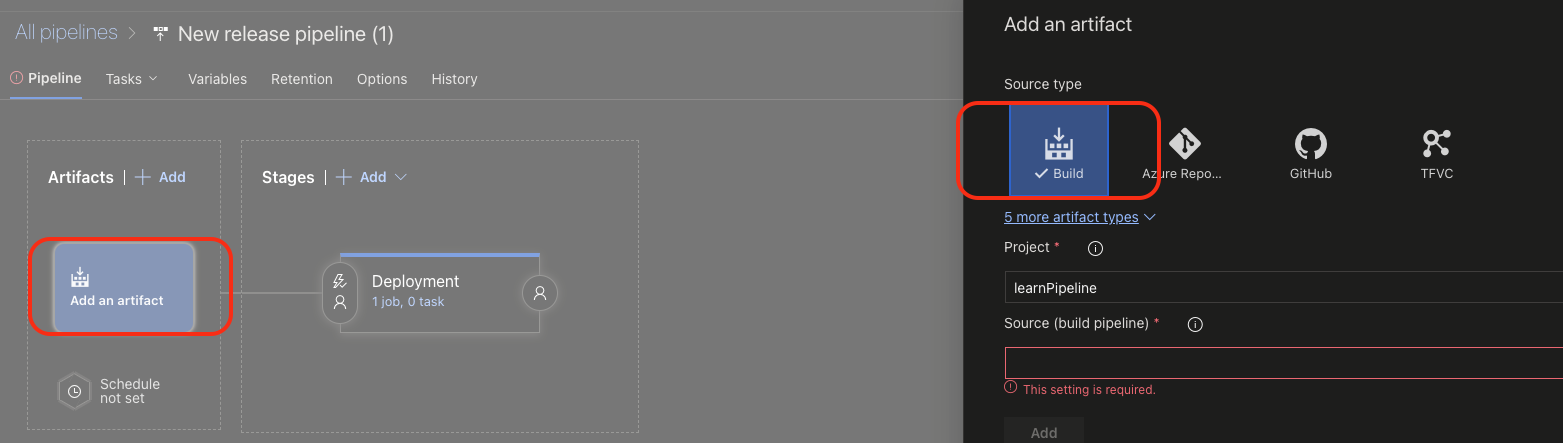 All pipelines > New release pipeline (1)
Pipeline Tasks Variables Retention Options History
Artifacts | + Add
Add an artifact
Schedule
not set
Stages | + Add
Deployment
1 job, 0 task
Add an artifact
Source type
Build
Azure Repo...
GitHub
TFVC
5 more artifact types
Project *
learnPipeline
Source (build pipeline) *
This setting is required.
Add